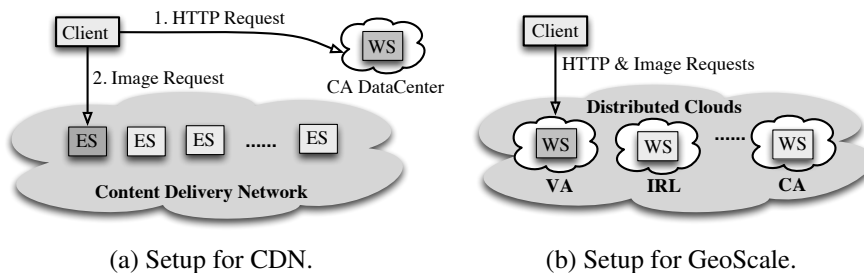 Client
1. HTTP Request
WS
CA DataCenter
2. Image Request
ES
ES
ES
......
ES
Content Delivery Network
(a) Setup for CDN.
Client
HTTP & Image Requests
Distributed Clouds
WS
WS
......
WS
VA
IRL
CA
(b) Setup for GeoScale.